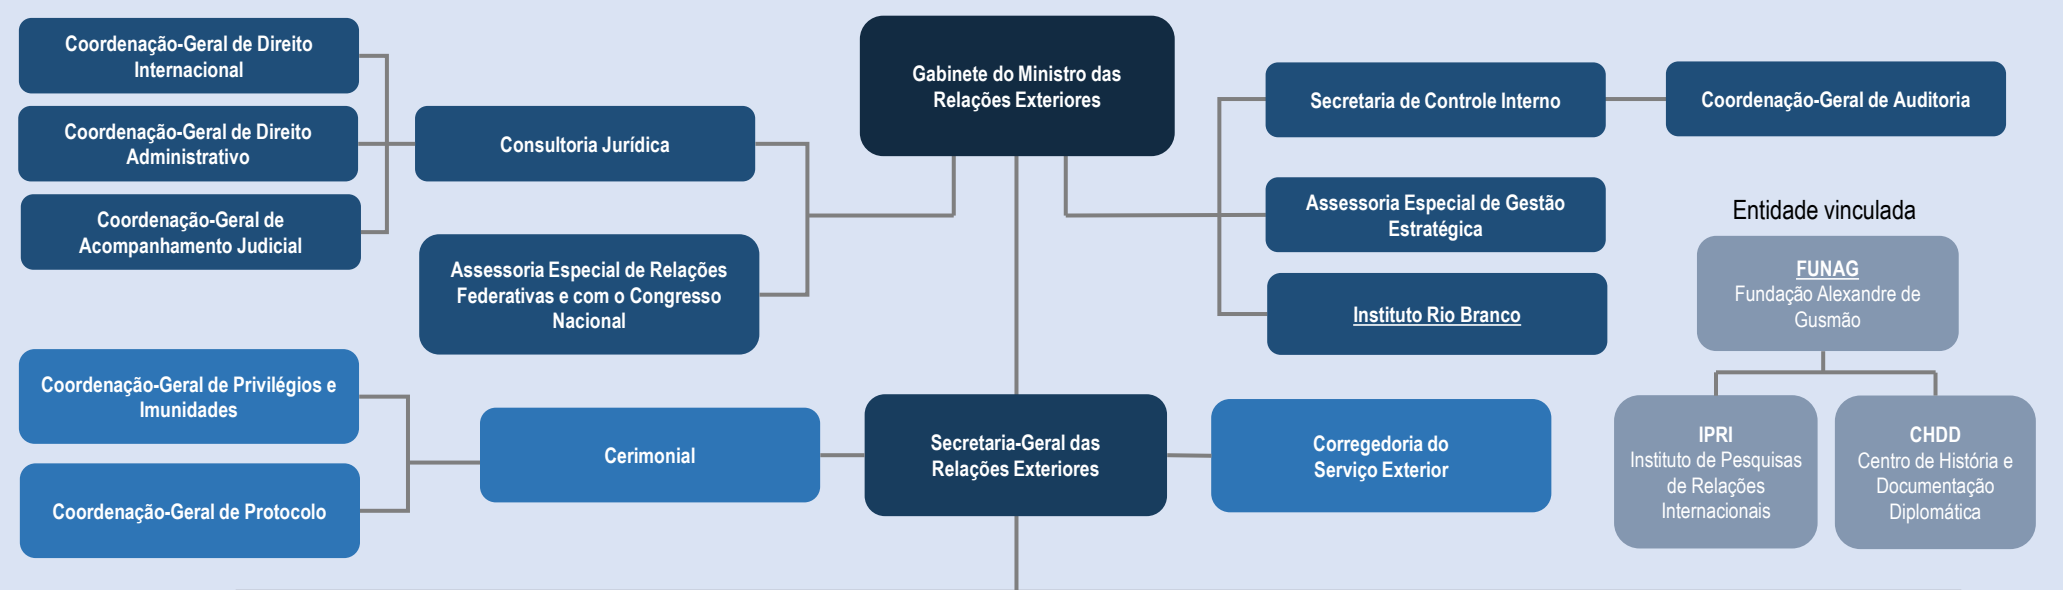 Coordenação-Geral de Direito
Internacional
Coordenação-Geral de Direito
Administrativo
Coordenação-Geral de
Acompanhamento Judicial
Consultoria Jurídica
Assessoria Especial de Relações
Federativas e com o Congresso
Nacional
Gabinete do Ministro das
Relações Exteriores
Secretaria de Controle Interno
Coordenação-Geral de Auditoria
Assessoria Especial de Gestão
Estratégica
Instituto Rio Branco
Entidade vinculada
FUNAG
Fundação Alexandre de
Gusmão
IPRI
Instituto de Pesquisas
de Relações
Internacionais
CHDD
Centro de História e
Documentação
Diplomática
Coordenação-Geral de Privilégios e
Imunidades
Coordenação-Geral de Protocolo
Cerimonial
Secretaria-Geral das
Relações Exteriores
Corregedoria do
Serviço Exterior